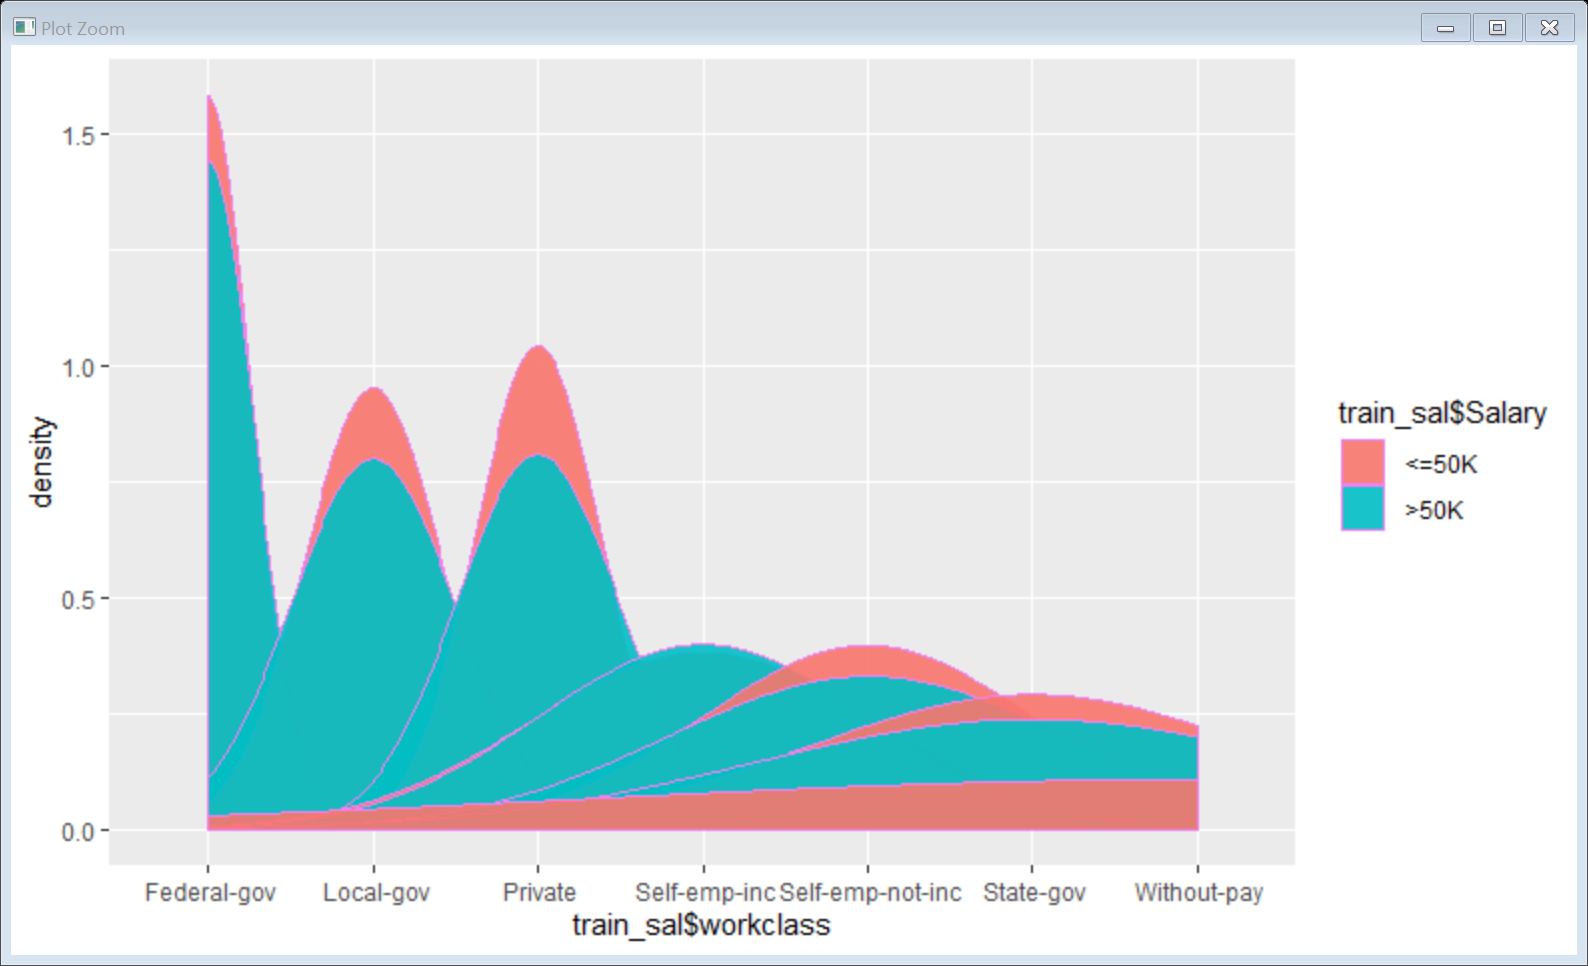 Plot Zoom
1.5
1.0
0.5
0.0
density
Federal-gov Local-gov Private Self-emp-inc Self-emp-not-inc State-gov Without-pay
train_sal$workclass
train_sal$Salary
<=50K
>50K